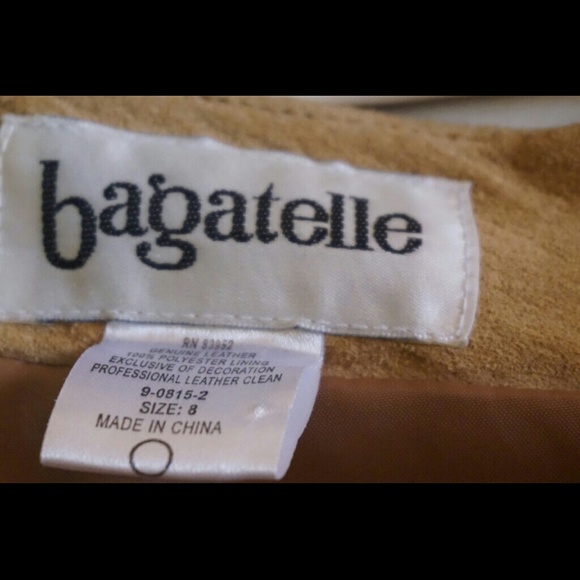 bagatelle
RN 83952
GENUINE LEATHER
100% POLYESTER LINING
EXCLUSIVE OF DECORATION
PROFESSIONAL LEATHER CLEAN
9-0815-2
SIZE: 8
MADE IN CHINA